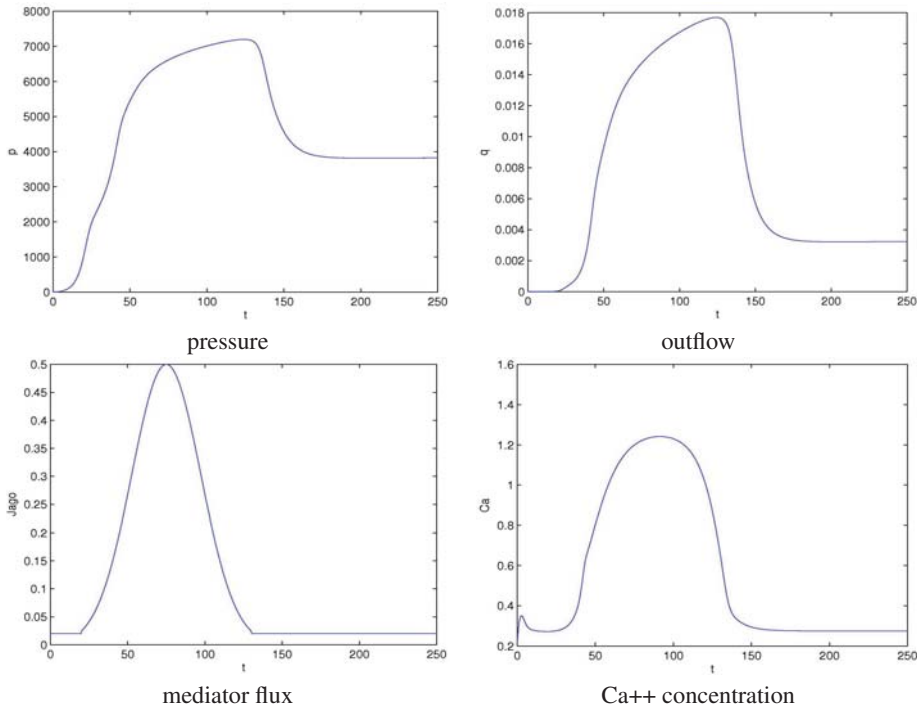 8000
7000
6000
5000
4000
3000
2000
1000
0
p
0 50 100 150 200 250
t
pressure
0.018
0.016
0.014
0.012
0.01
0.008
0.006
0.004
0.002
0
q
0 50 100 150 200 250
t
outflow
0.5
0.45
0.4
0.35
0.3
0.25
0.2
0.15
0.1
0.05
0
Jago
0 50 100 150 200 250
t
mediator flux
1.6
1.4
1.2
1
0.8
0.6
0.4
0.2
Ca
0 50 100 150 200 250
t
Ca++ concentration